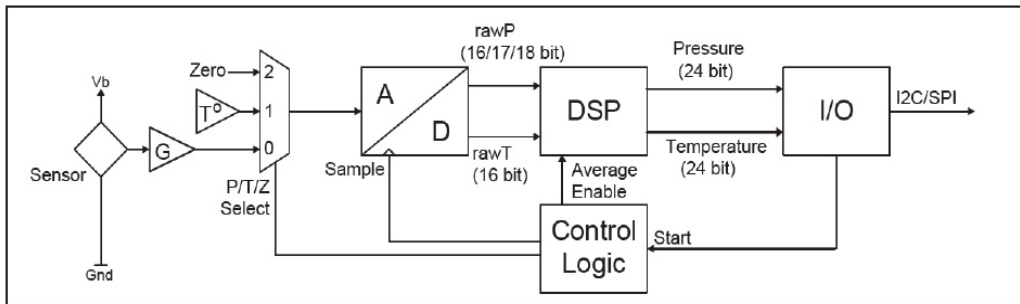 rawP
(16/17/18 bit)
Pressure
(24 bit)
Zero
2
Vb
T°
1
A
D
DSP
I/O
I2C/SPI
G
0
Sensor
Sample
rawT
(16 bit)
Temperature
(24 bit)
P/T/Z
Select
Average
Enable
Control
Logic
Start
Gnd